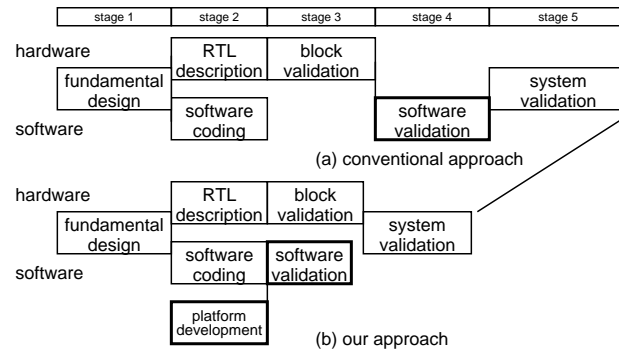 stage 1 stage 2 stage 3 stage 4 stage 5
hardware
RTL
description
block
validation
fundamental
design
system
validation
software
software
coding
software
validation
(a) conventional approach
hardware
RTL
description
block
validation
fundamental
design
system
validation
software
software
coding
software
validation
platform
development
(b) our approach